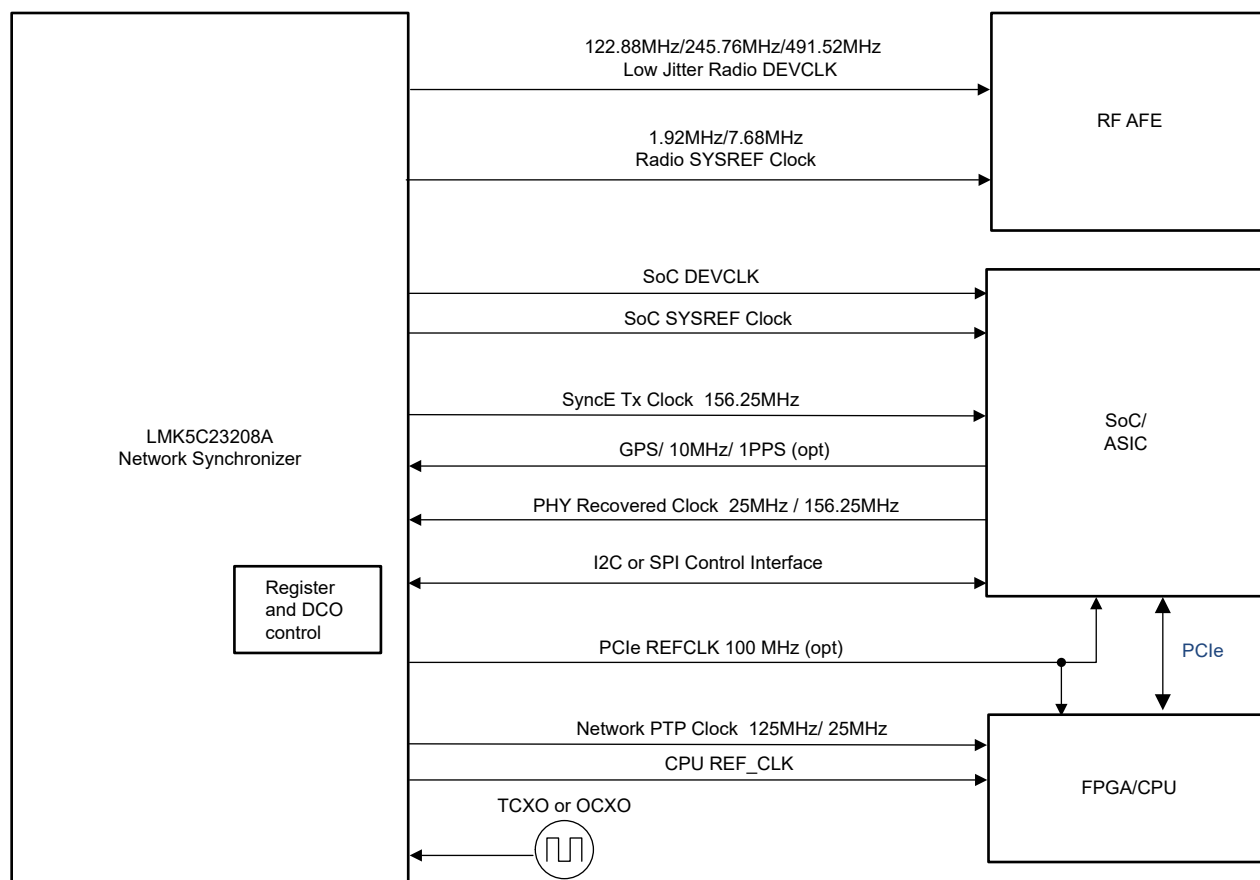 122.88MHz/245.76MHz/491.52MHz
Low Jitter Radio DEVCLK
RF AFE
1.92MHz/7.68MHz
Radio SYSREF Clock
SoC DEVCLK
SoC SYSREF Clock
SyncE Tx Clock  156.25MHz
SoC/
ASIC
LMK5C23208A
Network Synchronizer
GPS/ 10MHz/ 1PPS (opt)
PHY Recovered Clock  25MHz / 156.25MHz
I2C or SPI Control Interface
Register
and DCO
control
PCIe REFCLK 100 MHz (opt)
PCIe
Network PTP Clock  125MHz/ 25MHz
CPU REF_CLK
FPGA/CPU
TCXO or OCXO